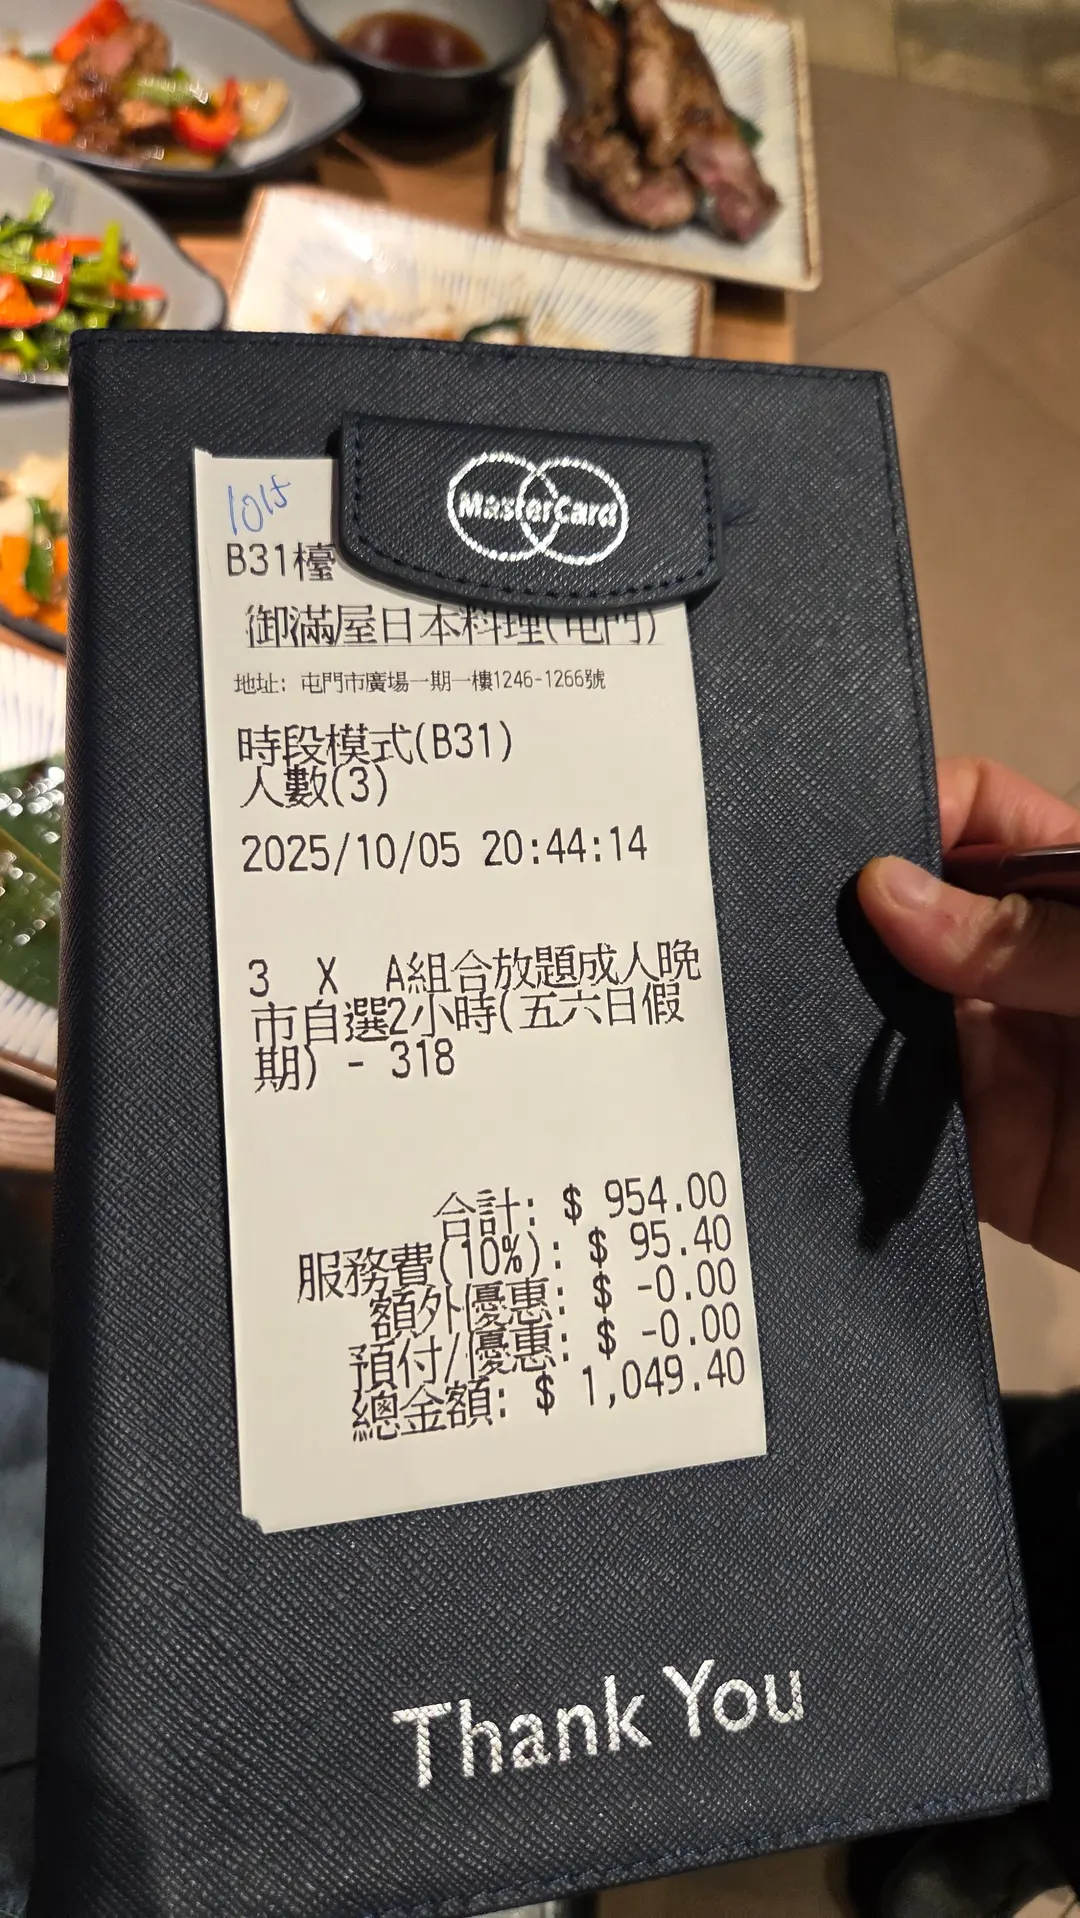 1015
MasterCard
B31檯
御滿屋日本料理(屯門)
地址: 屯門市廣場一期一樓1246-1266號
時段模式(B31)
人數(3)
2025/10/05 20:44:14
3 X A組合放題成人晚
市自選2小時(五六日假
期) - 318
合計: $ 954.00
服務費(10%): $ 95.40
額外優惠: $ -0.00
預付/優惠: $ -0.00
總金額: $ 1,049.40
Thank You